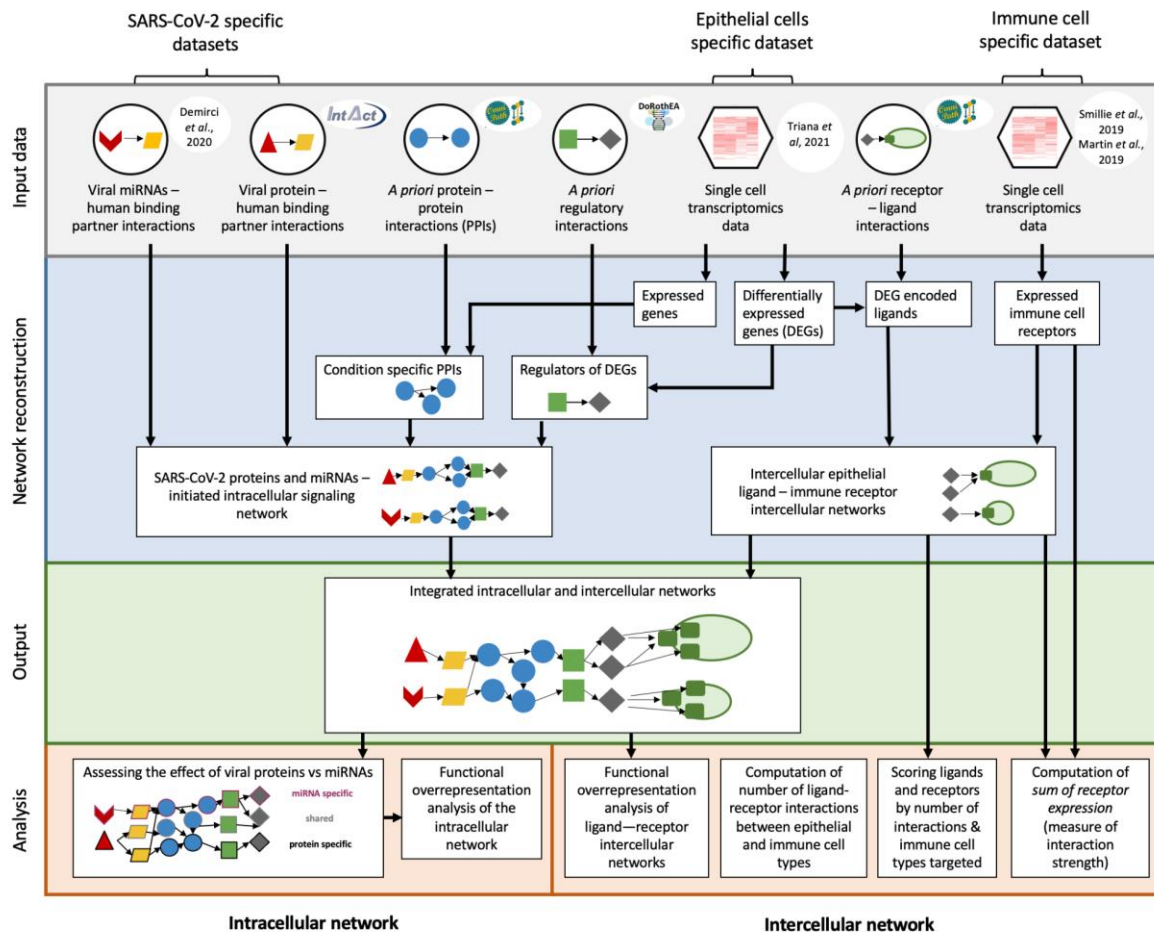 SARS-CoV-2 specific
datasets
Epithelial cells
specific dataset
Immune cell
specific dataset
Input data
Demirci
et al.,
2020
IntAct
Omni
Path
DoRothEA
Triana et
al, 2021
Omni
Path
Smillie et al.,
2019
Martin et al.,
2019
Viral miRNAs –
human binding
partner interactions
Viral protein –
human binding
partner interactions
A priori protein –
protein
interactions (PPIs)
A priori
regulatory
interactions
Single cell
transcriptomics
data
A priori receptor
– ligand
interactions
Single cell
transcriptomics
data
Network reconstruction
Expressed
genes
Differentially
expressed
genes (DEGs)
DEG encoded
ligands
Expressed
immune cell
receptors
Condition specific PPIs
Regulators of DEGs
SARS-CoV-2 proteins and miRNAs –
initiated intracellular signaling
network
Intercellular epithelial
ligand – immune receptor
intercellular networks
Output
Integrated intracellular and intercellular networks
Analysis
Assessing the effect of viral proteins vs miRNAs
miRNA specific
shared
protein specific
Functional
overrepresentation
analysis of the
intracellular
network
Functional
overrepresentation
analysis of
ligand—receptor
intercellular networks
Computation of
number of ligand-
receptor interactions
between epithelial
and immune cell
types
Scoring ligands
and receptors
by number of
interactions &
immune cell
types targeted
Computation of
sum of receptor
expression
(measure of
interaction
strength)
Intracellular network
Intercellular network